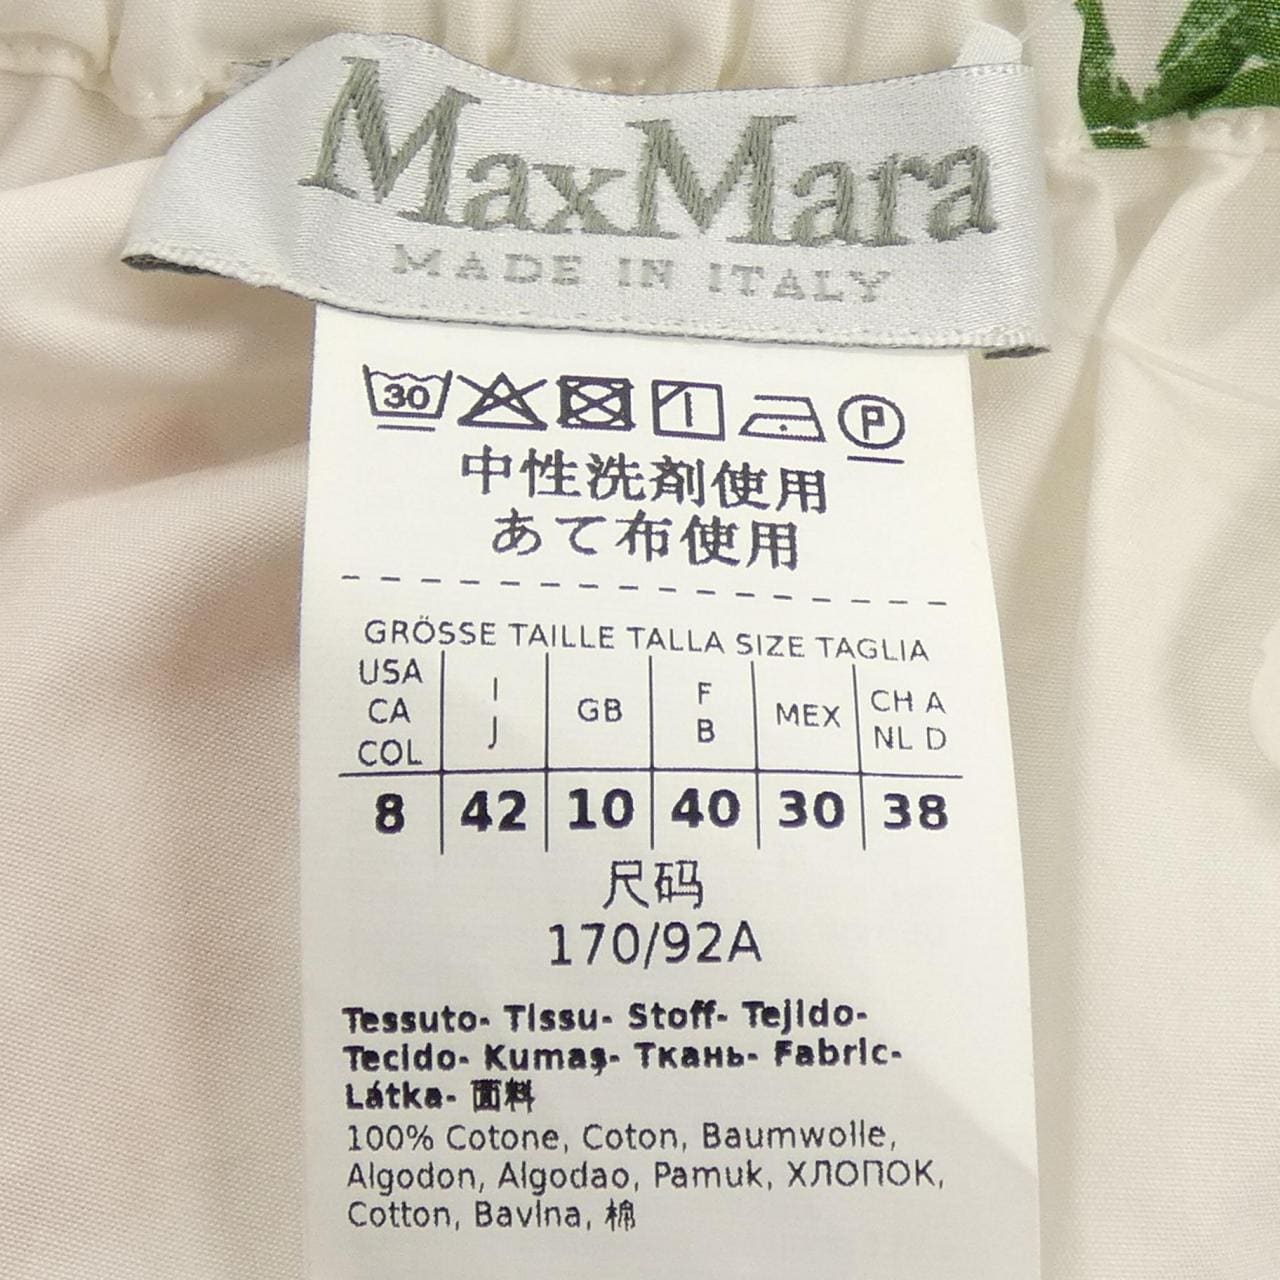 MaxMara
MADE IN ITALY
30 P
中性洗剤使用
あて布使用
GRÖSSE TAILLE TALLA SIZE TAGLIA
USA CA COL I J GB F B MEX CH A NL D
8 42 10 40 30 38
尺码
170/92A
Tessuto- Tissu- Stoff- Tejido-
Tecido- Kumaş- Ткань- Fabric-
Látka- 面料
100% Cotone, Coton, Baumwolle,
Algodon, Algodao, Pamuk, ХЛОПОК,
Cotton, Bavlna, 棉